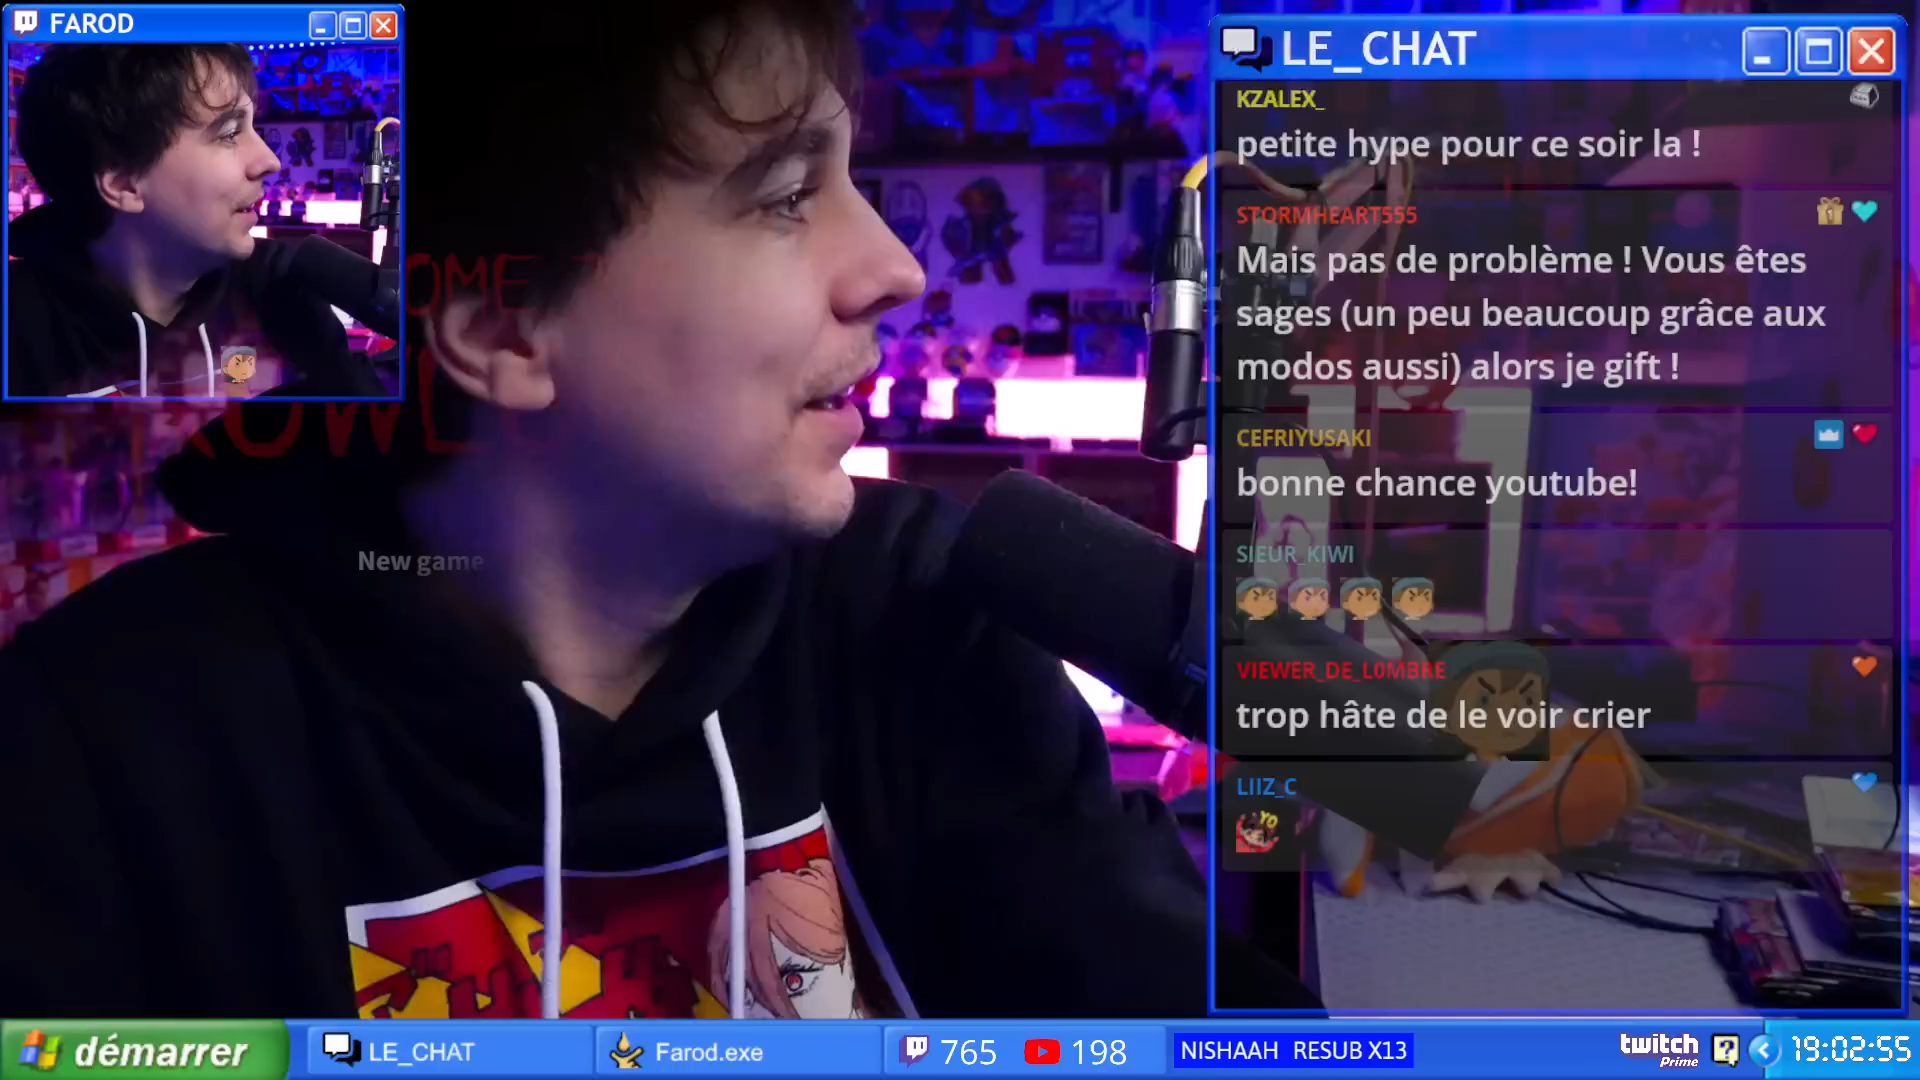 FAROD
LE_CHAT
KZALEX_
petite hype pour ce soir la !
STORMHEART555
Mais pas de problème ! Vous êtes
sages (un peu beaucoup grâce aux
modos aussi) alors je gift !
CEFRIYUSAKI
bonne chance youtube!
SIEUR_KIWI
VIEWER_DE_L0MBRE
trop hâte de le voir crier
LIIZ_C
YO
New game
démarrer
LE_CHAT
Farod.exe
765
198
NISHAAH RESUB X13
twitch
Prime
19:02:55